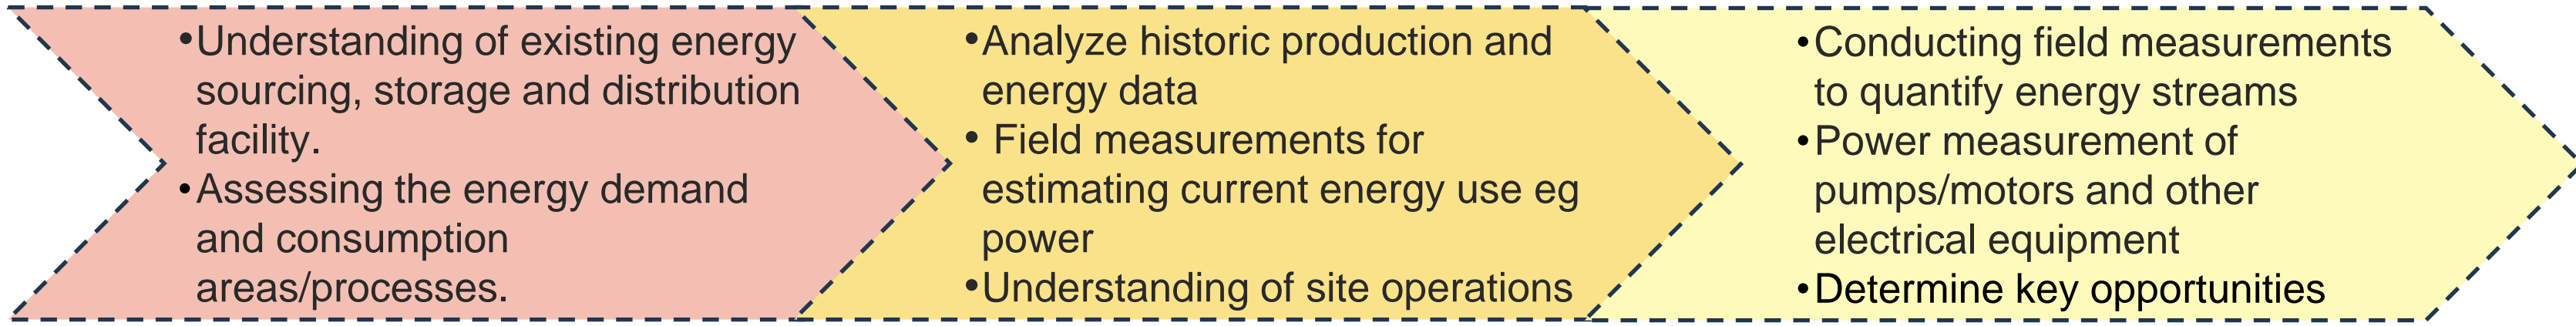 •Understanding of existing energy
sourcing, storage and distribution
facility.
•Assessing the energy demand
and consumption
areas/processes.
•Analyze historic production and
energy data
• Field measurements for
estimating current energy use eg
power
•Understanding of site operations
•Conducting field measurements
to quantify energy streams
•Power measurement of
pumps/motors and other
electrical equipment
•Determine key opportunities